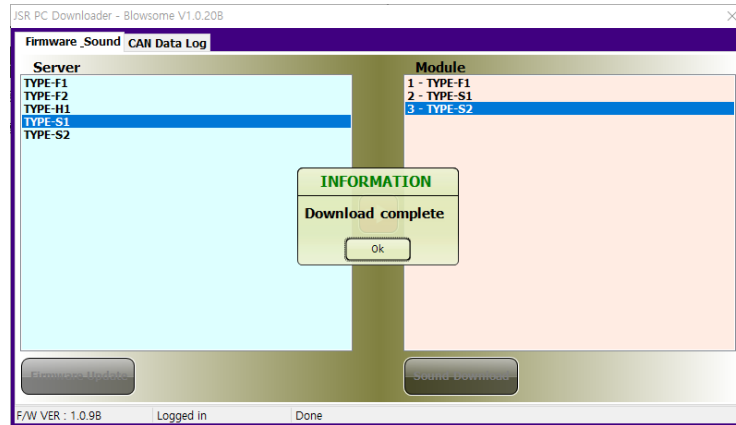 JSR PC Downloader - Blowsome V1.0.20B
Firmware _Sound CAN Data Log
Server
TYPE-F1
TYPE-F2
TYPE-H1
TYPE-S1
TYPE-S2
Module
1 - TYPE-F1
2 - TYPE-S1
3 - TYPE-S2
INFORMATION
Download complete
Ok
Firmware Update
Sound Download
F/W VER : 1.0.9B Logged in Done